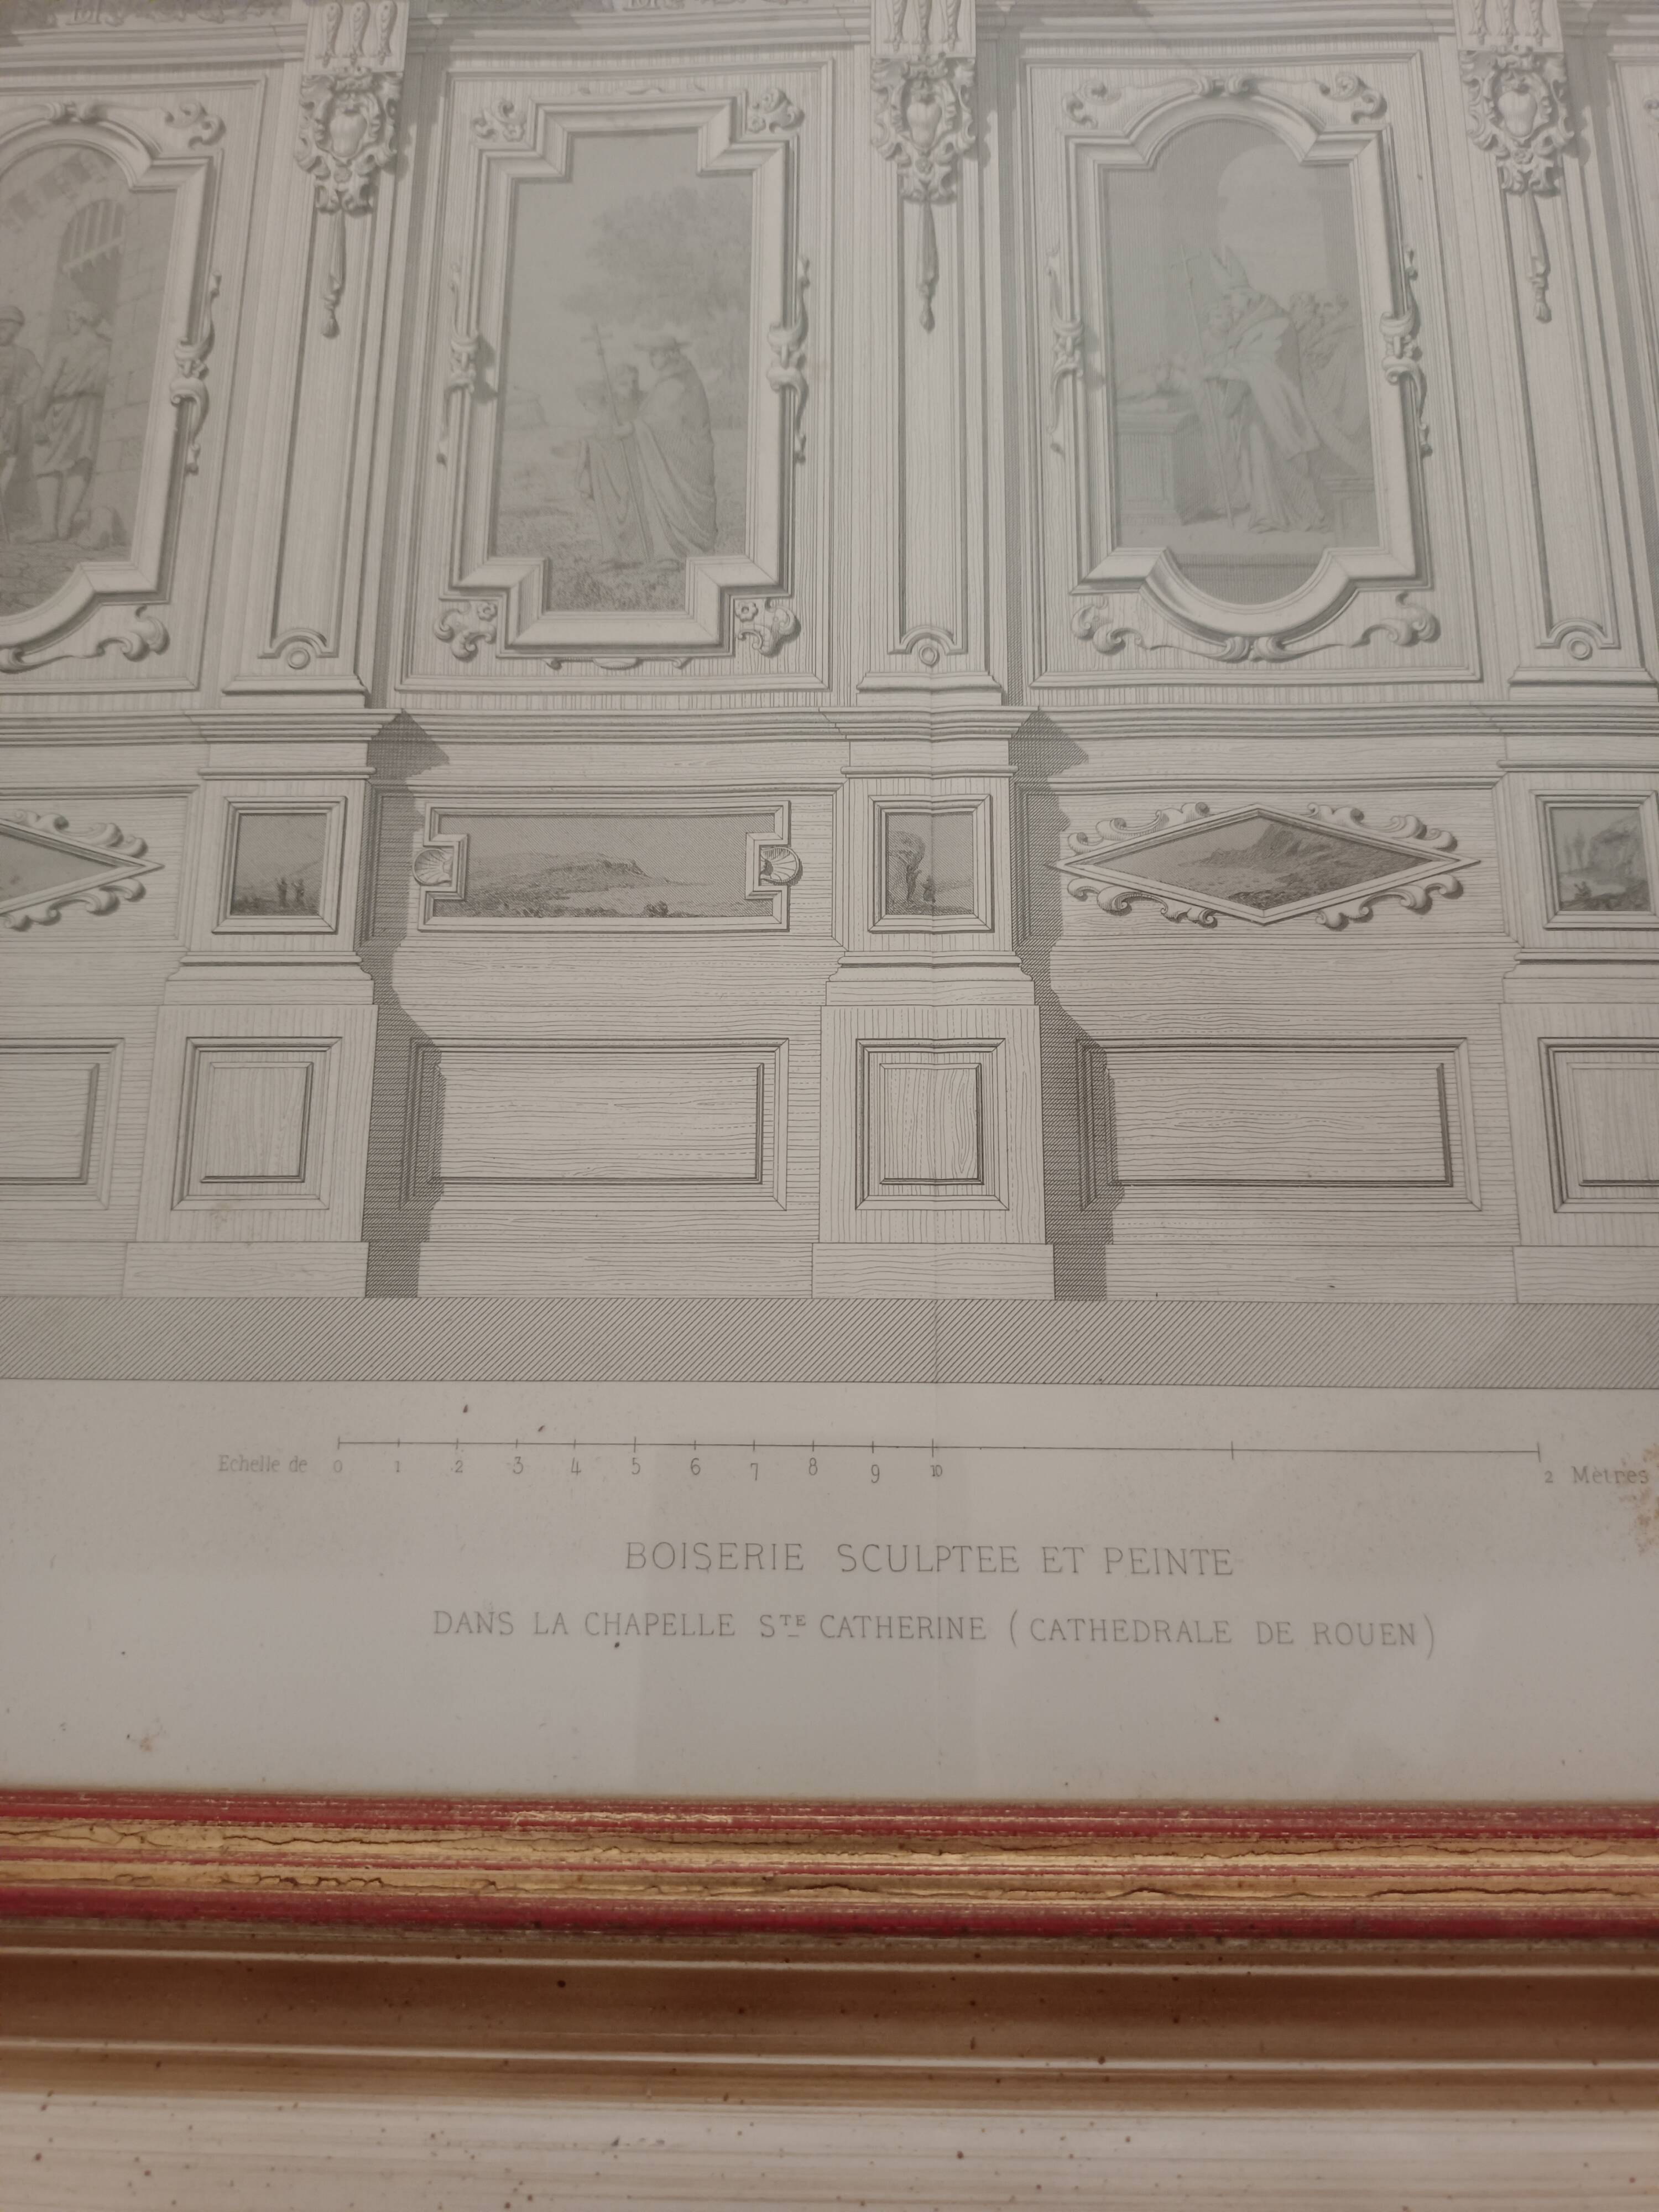 Echelle de 0 1 2 3 4 5 6 7 8 9 10 2 Mètres
BOISERIE SCULPTEE ET PEINTE
DANS LA CHAPELLE STE CATHERINE (CATHEDRALE DE ROUEN)